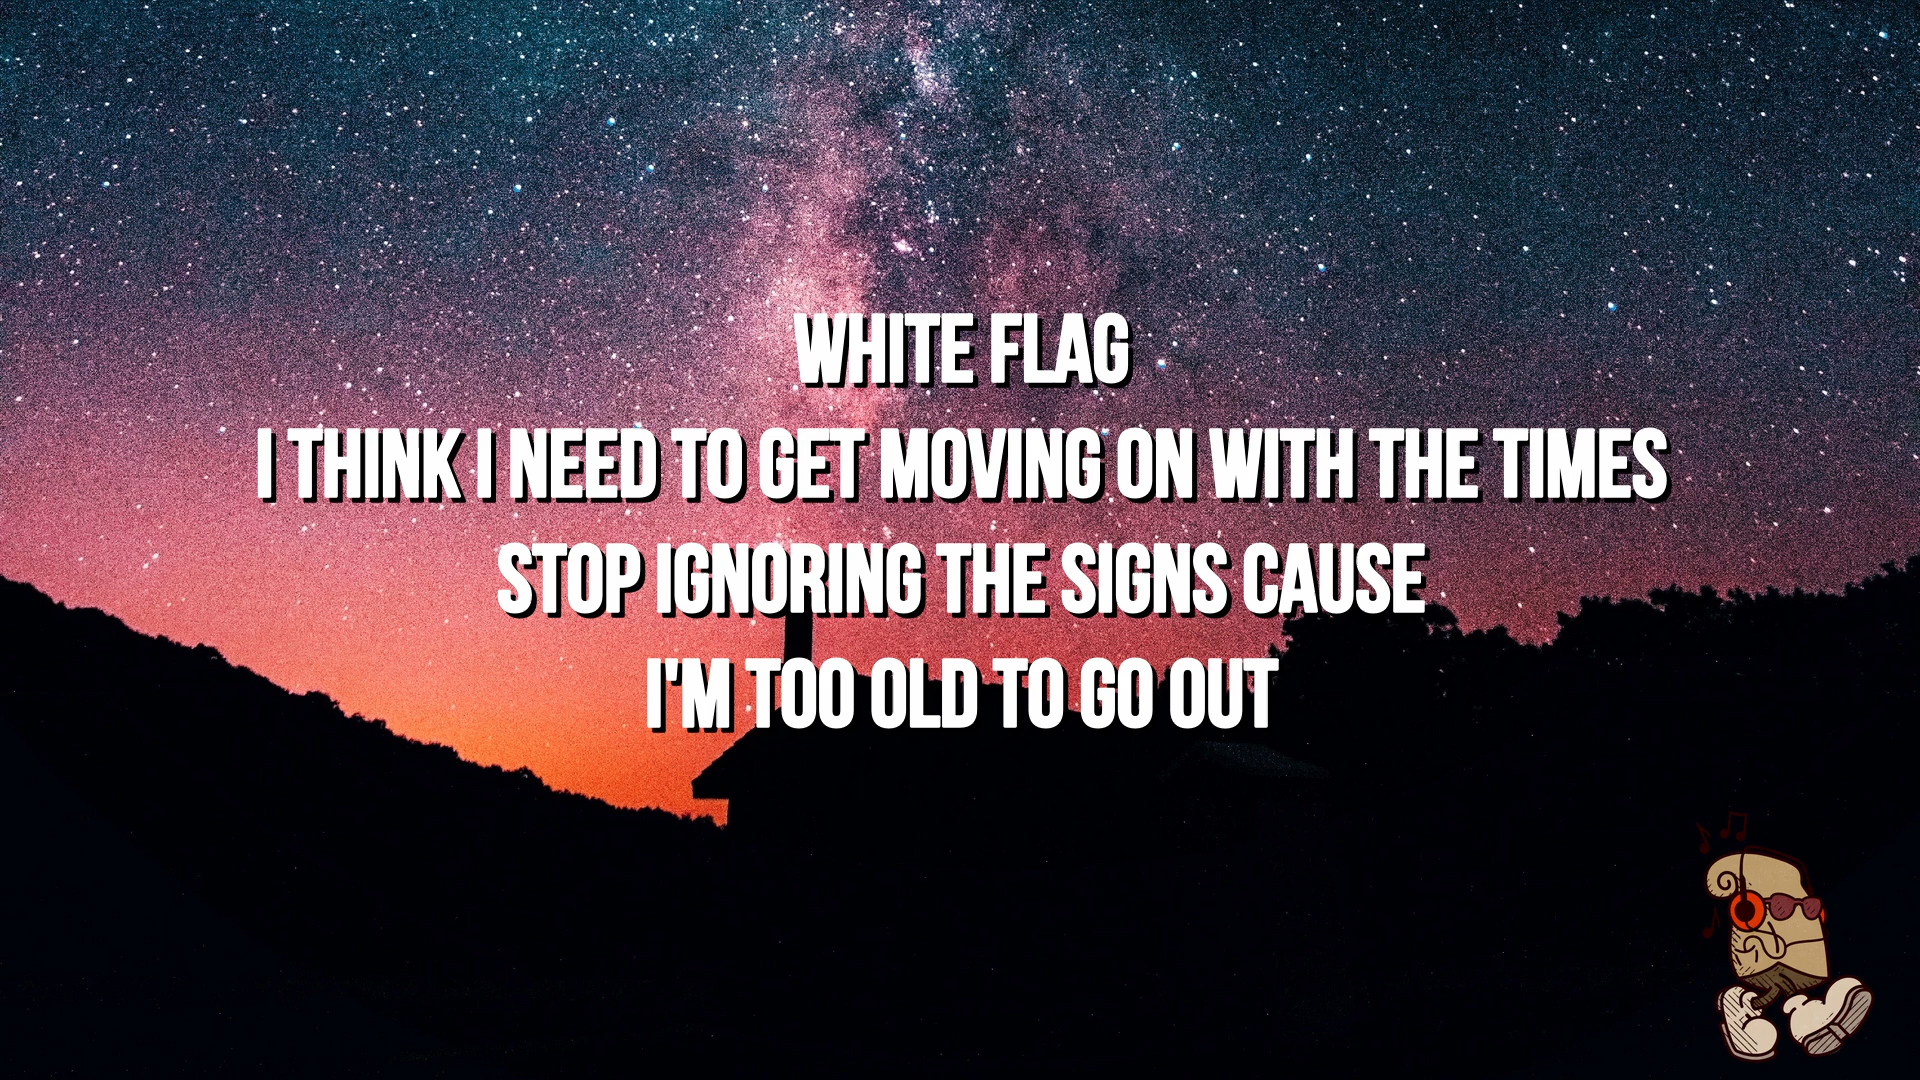 WHITE FLAG
I THINK I NEED TO GET MOVING ON WITH THE TIMES
STOP IGNORING THE SIGNS CAUSE
I'M TOO OLD TO GO OUT